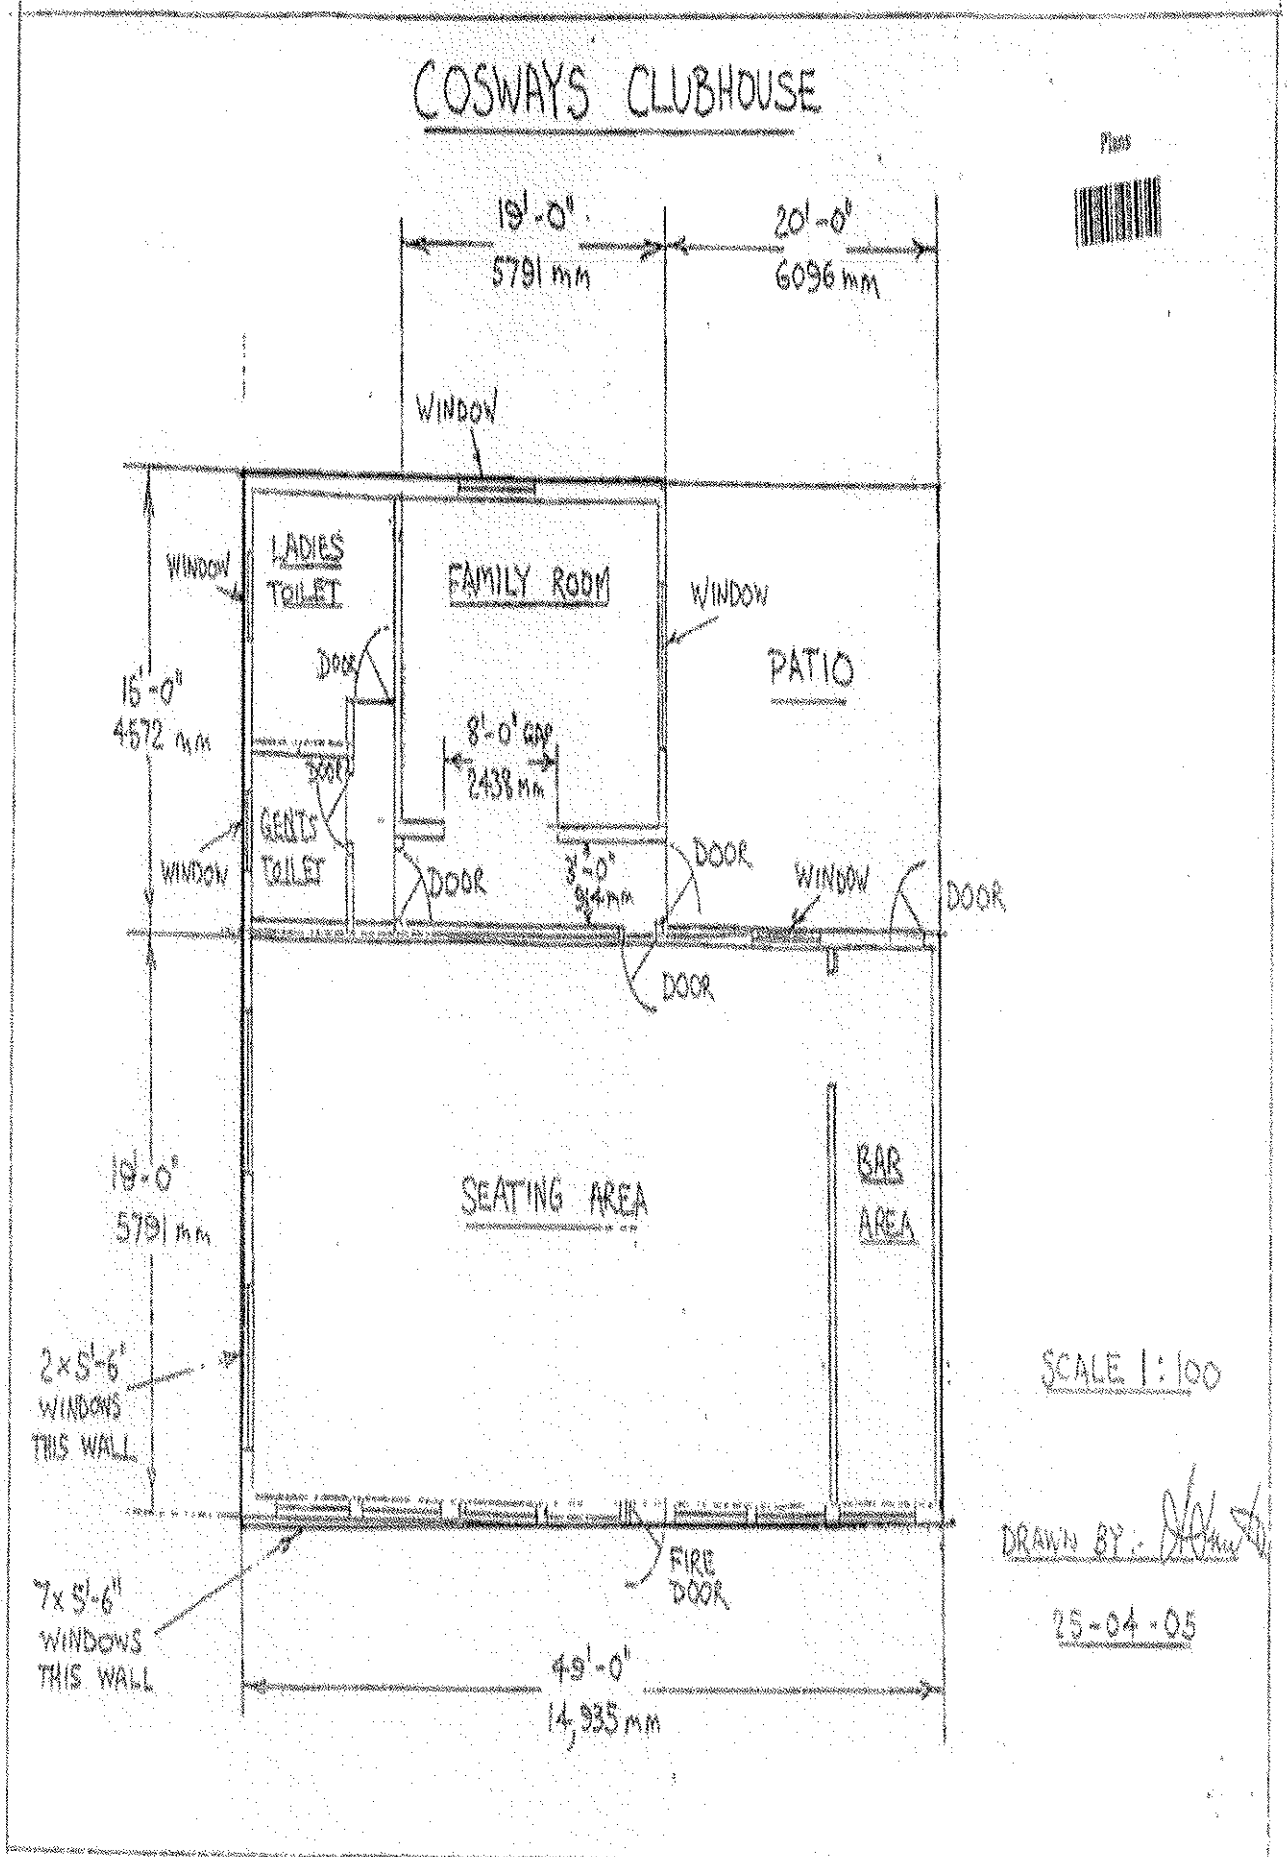 COSWAYS CLUBHOUSE
Plans
19'-0"
5791 mm
20'-0"
6096 mm
WINDOW
LADIES
TOILET
WINDOW
FAMILY ROOM
WINDOW
DOOR
PATIO
15'-0"
4572 mm
8'-0" GAP
2438 mm
DOOR
GENTS
TOILET
WINDOW
DOOR
3'-0"
914 mm
DOOR
WINDOW
DOOR
DOOR
19'-0"
5791 mm
SEATING AREA
BAR
AREA
2 x 5'-6"
WINDOWS
THIS WALL
SCALE 1:100
DRAWN BY :-
25-04-05
FIRE
DOOR
7 x 5'-6"
WINDOWS
THIS WALL
49'-0"
14,935 mm